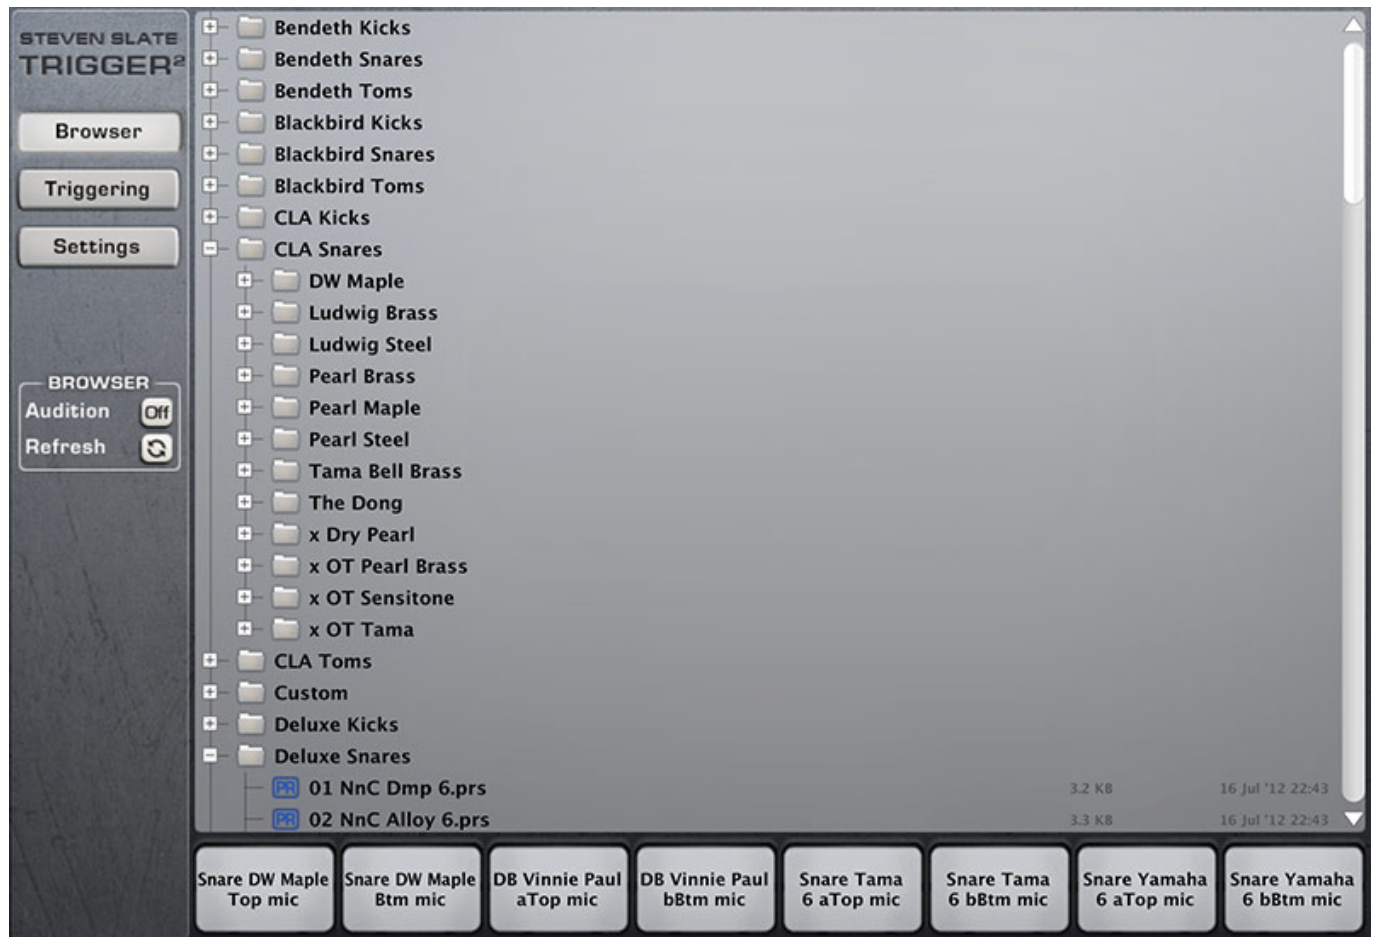 STEVEN SLATE
TRIGGER²
Browser
Triggering
Settings
BROWSER
Audition Off
Refresh
Bendeth Kicks
Bendeth Snares
Bendeth Toms
Blackbird Kicks
Blackbird Snares
Blackbird Toms
CLA Kicks
CLA Snares
DW Maple
Ludwig Brass
Ludwig Steel
Pearl Brass
Pearl Maple
Pearl Steel
Tama Bell Brass
The Dong
x Dry Pearl
x OT Pearl Brass
x OT Sensitone
x OT Tama
CLA Toms
Custom
Deluxe Kicks
Deluxe Snares
PR 01 NnC Dmp 6.prs 3.2 KB 16 Jul '12 22:43
PR 02 NnC Alloy 6.prs 3.3 KB 16 Jul '12 22:43
Snare DW Maple
Top mic
Snare DW Maple
Btm mic
DB Vinnie Paul
aTop mic
DB Vinnie Paul
bBtm mic
Snare Tama
6 aTop mic
Snare Tama
6 bBtm mic
Snare Yamaha
6 aTop mic
Snare Yamaha
6 bBtm mic